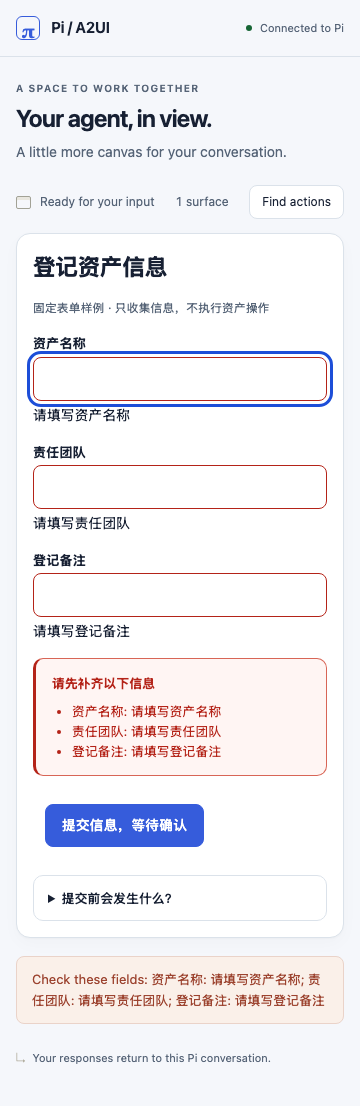 π Pi / A2UI
Connected to Pi
A SPACE TO WORK TOGETHER
Your agent, in view.
A little more canvas for your conversation.
Ready for your input
1 surface
Find actions
登记资产信息
固定表单样例 · 只收集信息，不执行资产操作
资产名称
请填写资产名称
责任团队
请填写责任团队
登记备注
请填写登记备注
请先补齐以下信息
• 资产名称: 请填写资产名称
• 责任团队: 请填写责任团队
• 登记备注: 请填写登记备注
提交信息，等待确认
▶ 提交前会发生什么？
Check these fields: 资产名称: 请填写资产名称; 责
任团队: 请填写责任团队; 登记备注: 请填写登记备注
Your responses return to this Pi conversation.